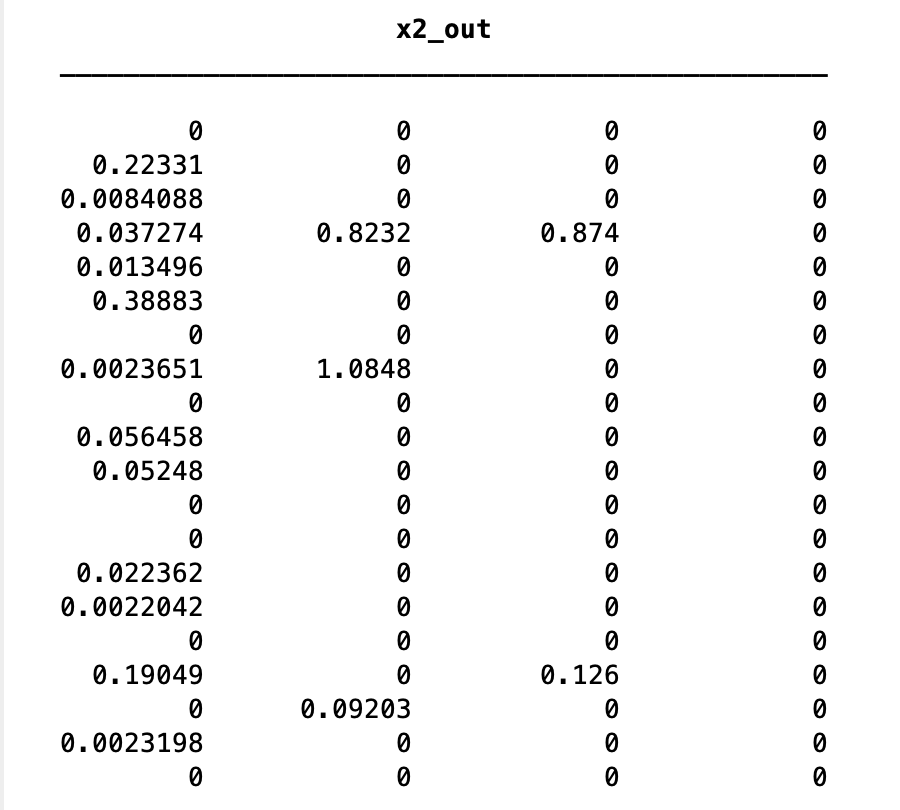 x2_out
0 0 0 0
0.22331 0 0 0
0.0084088 0 0 0
0.037274 0.8232 0.874 0
0.013496 0 0 0
0.38883 0 0 0
0 0 0 0
0.0023651 1.0848 0 0
0 0 0 0
0.056458 0 0 0
0.05248 0 0 0
0 0 0 0
0 0 0 0
0.022362 0 0 0
0.0022042 0 0 0
0 0 0 0
0.19049 0 0.126 0
0 0.09203 0 0
0.0023198 0 0 0
0 0 0 0